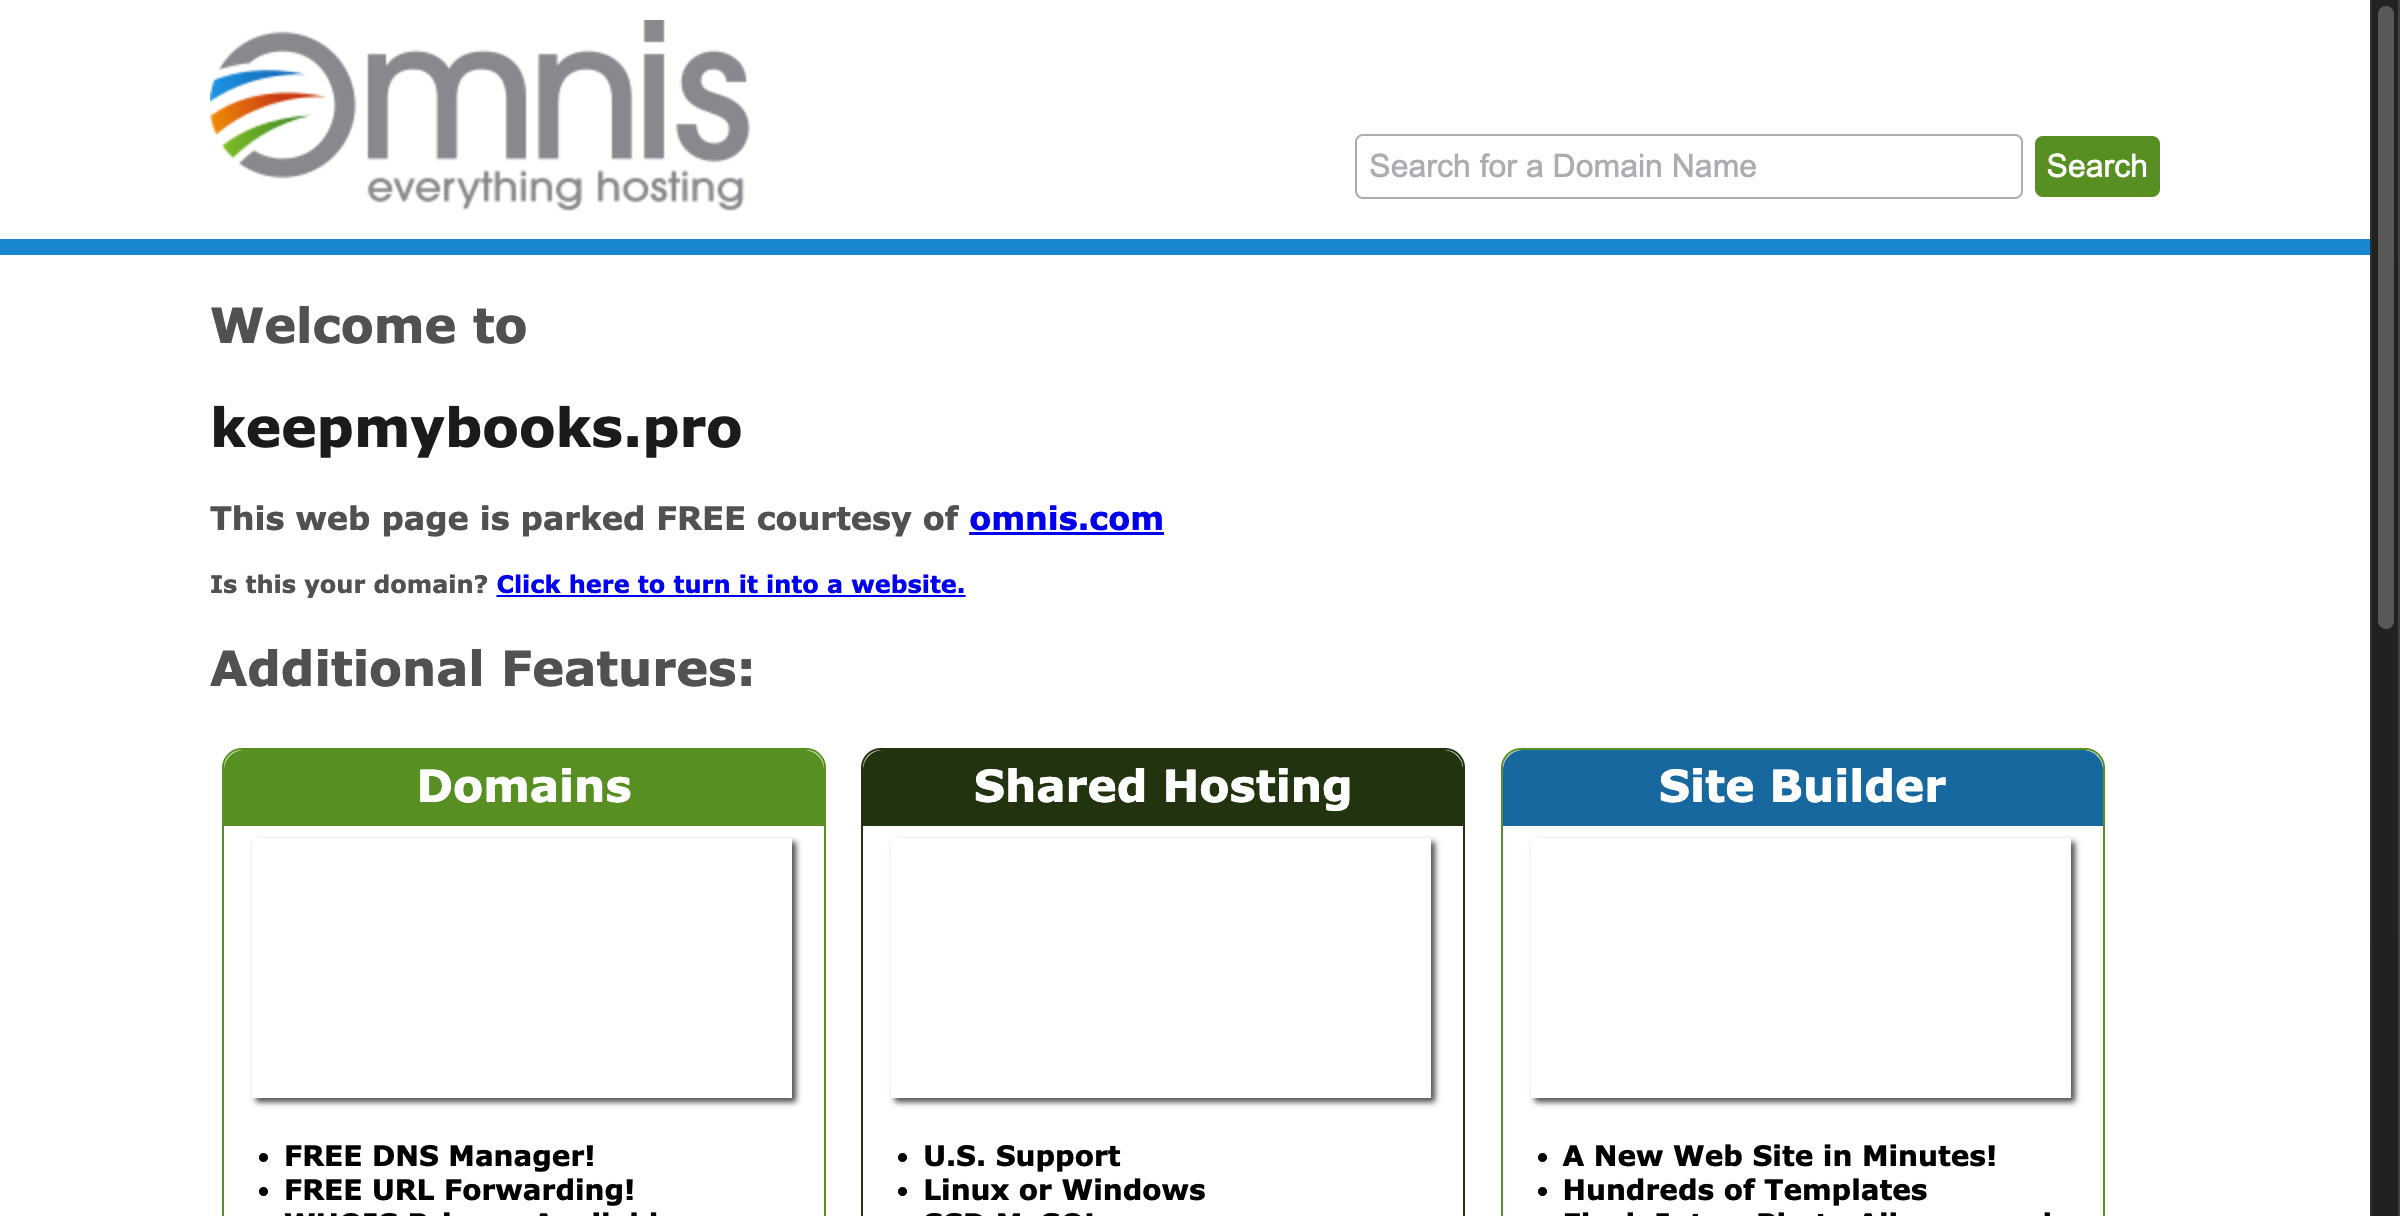 Omnis
everything hosting
Search for a Domain Name
Search
Welcome to
keepmybooks.pro
This web page is parked FREE courtesy of omnis.com
Is this your domain? Click here to turn it into a website.
Additional Features:
Domains
FREE DNS Manager!
FREE URL Forwarding!
Shared Hosting
U.S. Support
Linux or Windows
Site Builder
A New Web Site in Minutes!
Hundreds of Templates